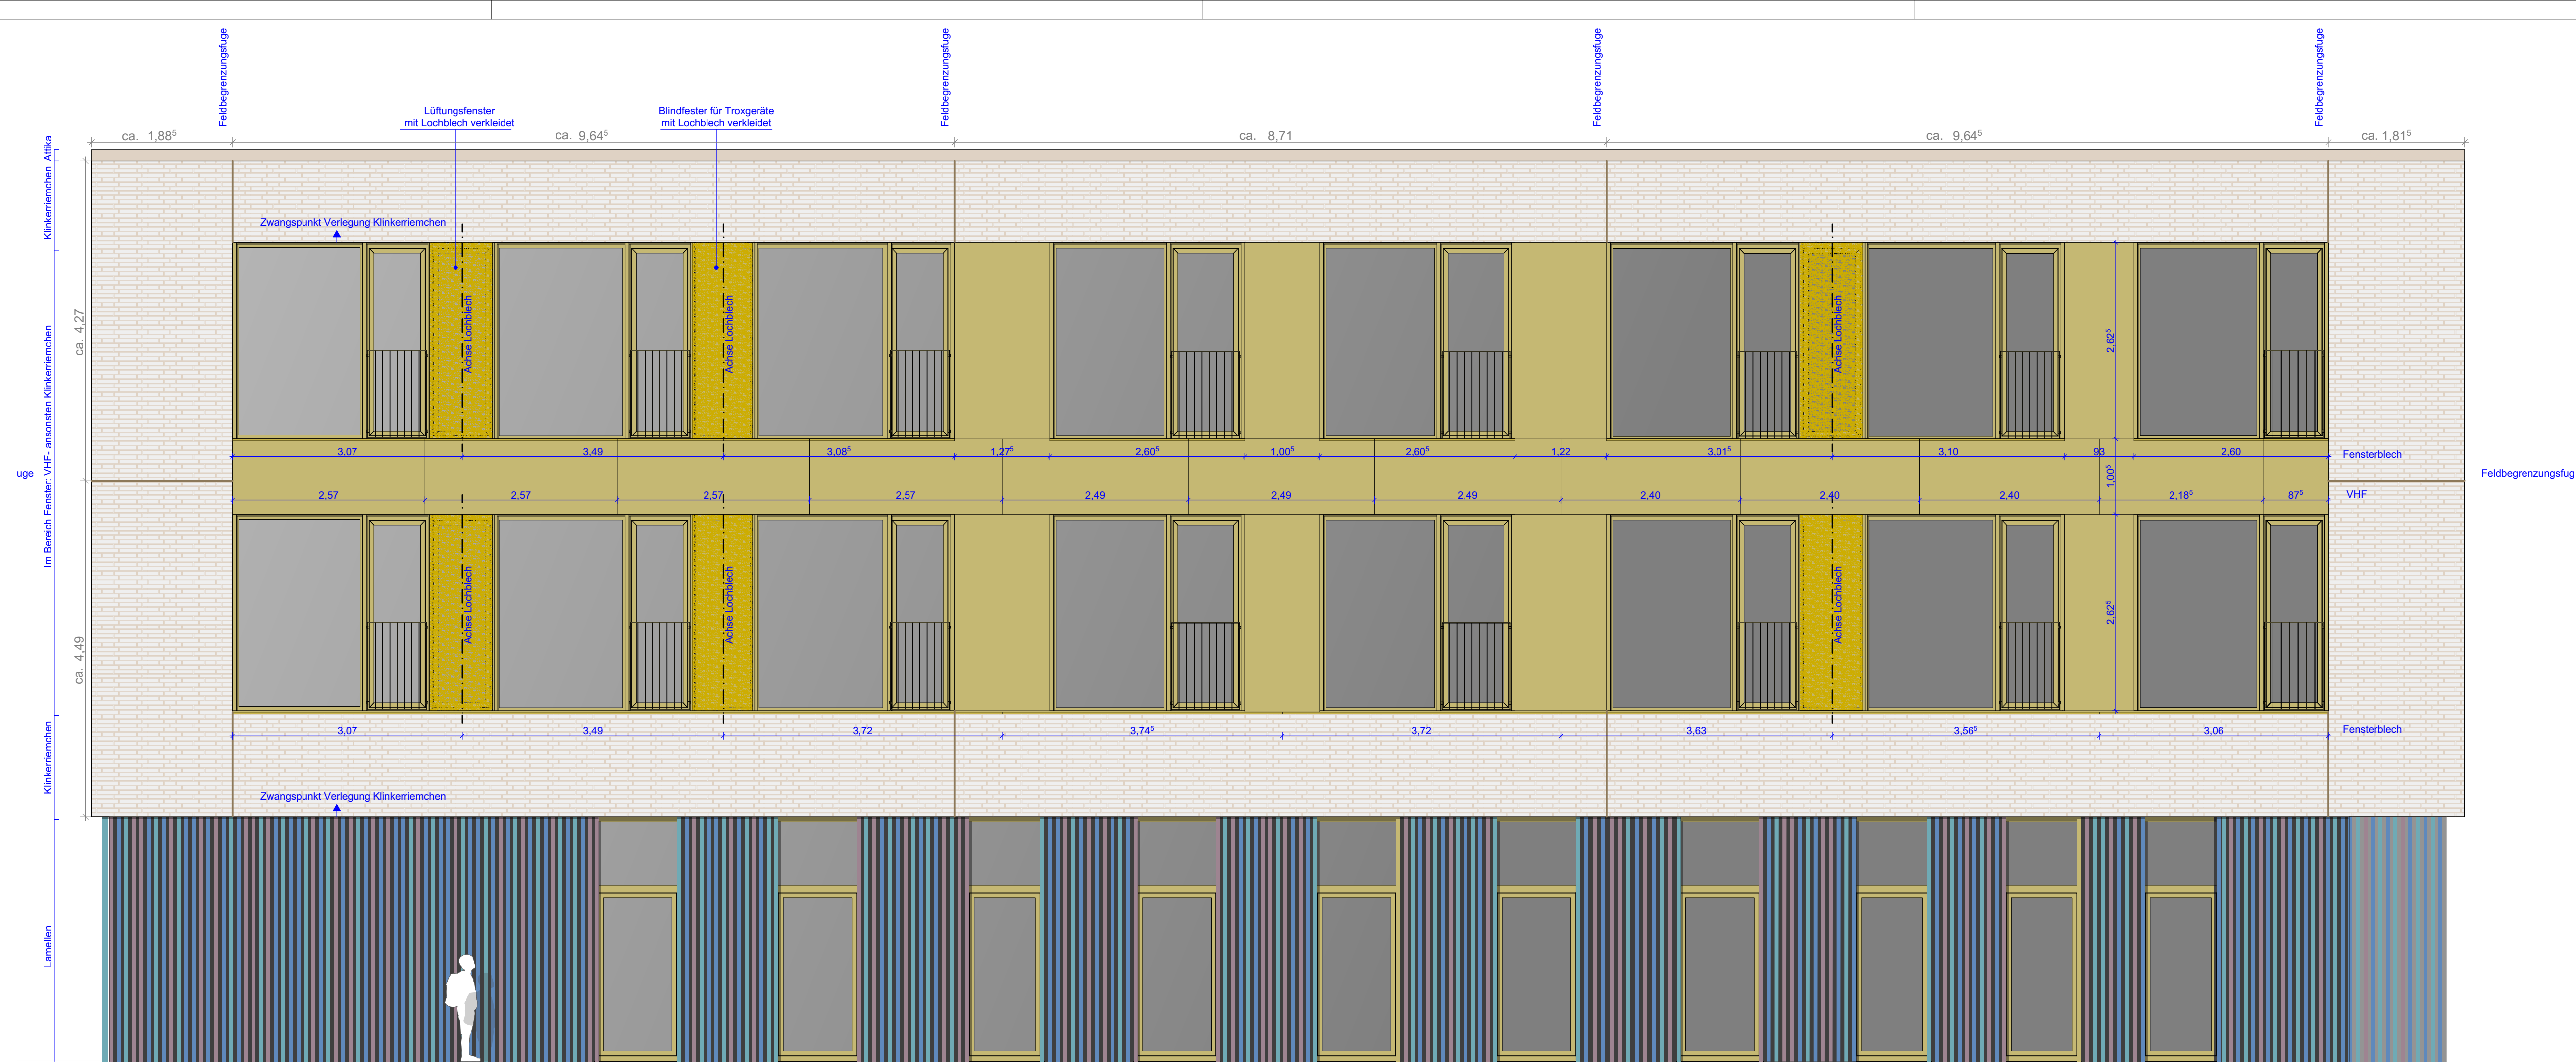 Feldbegrenzungsfuge
Feldbegrenzungsfuge
Feldbegrenzungsfuge
Feldbegrenzungsfuge
Lüftungsfenster
mit Lochblech verkleidet
Blindfester für Troxgeräte
mit Lochblech verkleidet
ca. 1,88⁵
ca. 9,64⁵
ca. 8,71
ca. 9,64⁵
ca. 1,81⁵
Attika
Klinkerriemchen
Im Bereich Fenster: VHF- ansonsten Klinkerriemchen
Klinkerriemchen
Lamellen
ca. 4,27
ca. 4,49
Zwangspunkt Verlegung Klinkerriemchen
Achse Lochblech
Achse Lochblech
Achse Lochblech
2,62⁵
3,07
3,49
3,08⁵
1,27⁵
2,60⁵
1,00⁵
2,60⁵
1,22
3,01⁵
3,10
93
2,60
Fensterblech
uge
1,00⁵
Feldbegrenzungsfug
2,57
2,57
2,57
2,57
2,49
2,49
2,49
2,40
2,40
2,40
2,18⁵
87⁵
VHF
Achse Lochblech
Achse Lochblech
Achse Lochblech
2,62⁵
3,07
3,49
3,72
3,74⁵
3,72
3,63
3,56⁵
3,06
Fensterblech
Zwangspunkt Verlegung Klinkerriemchen